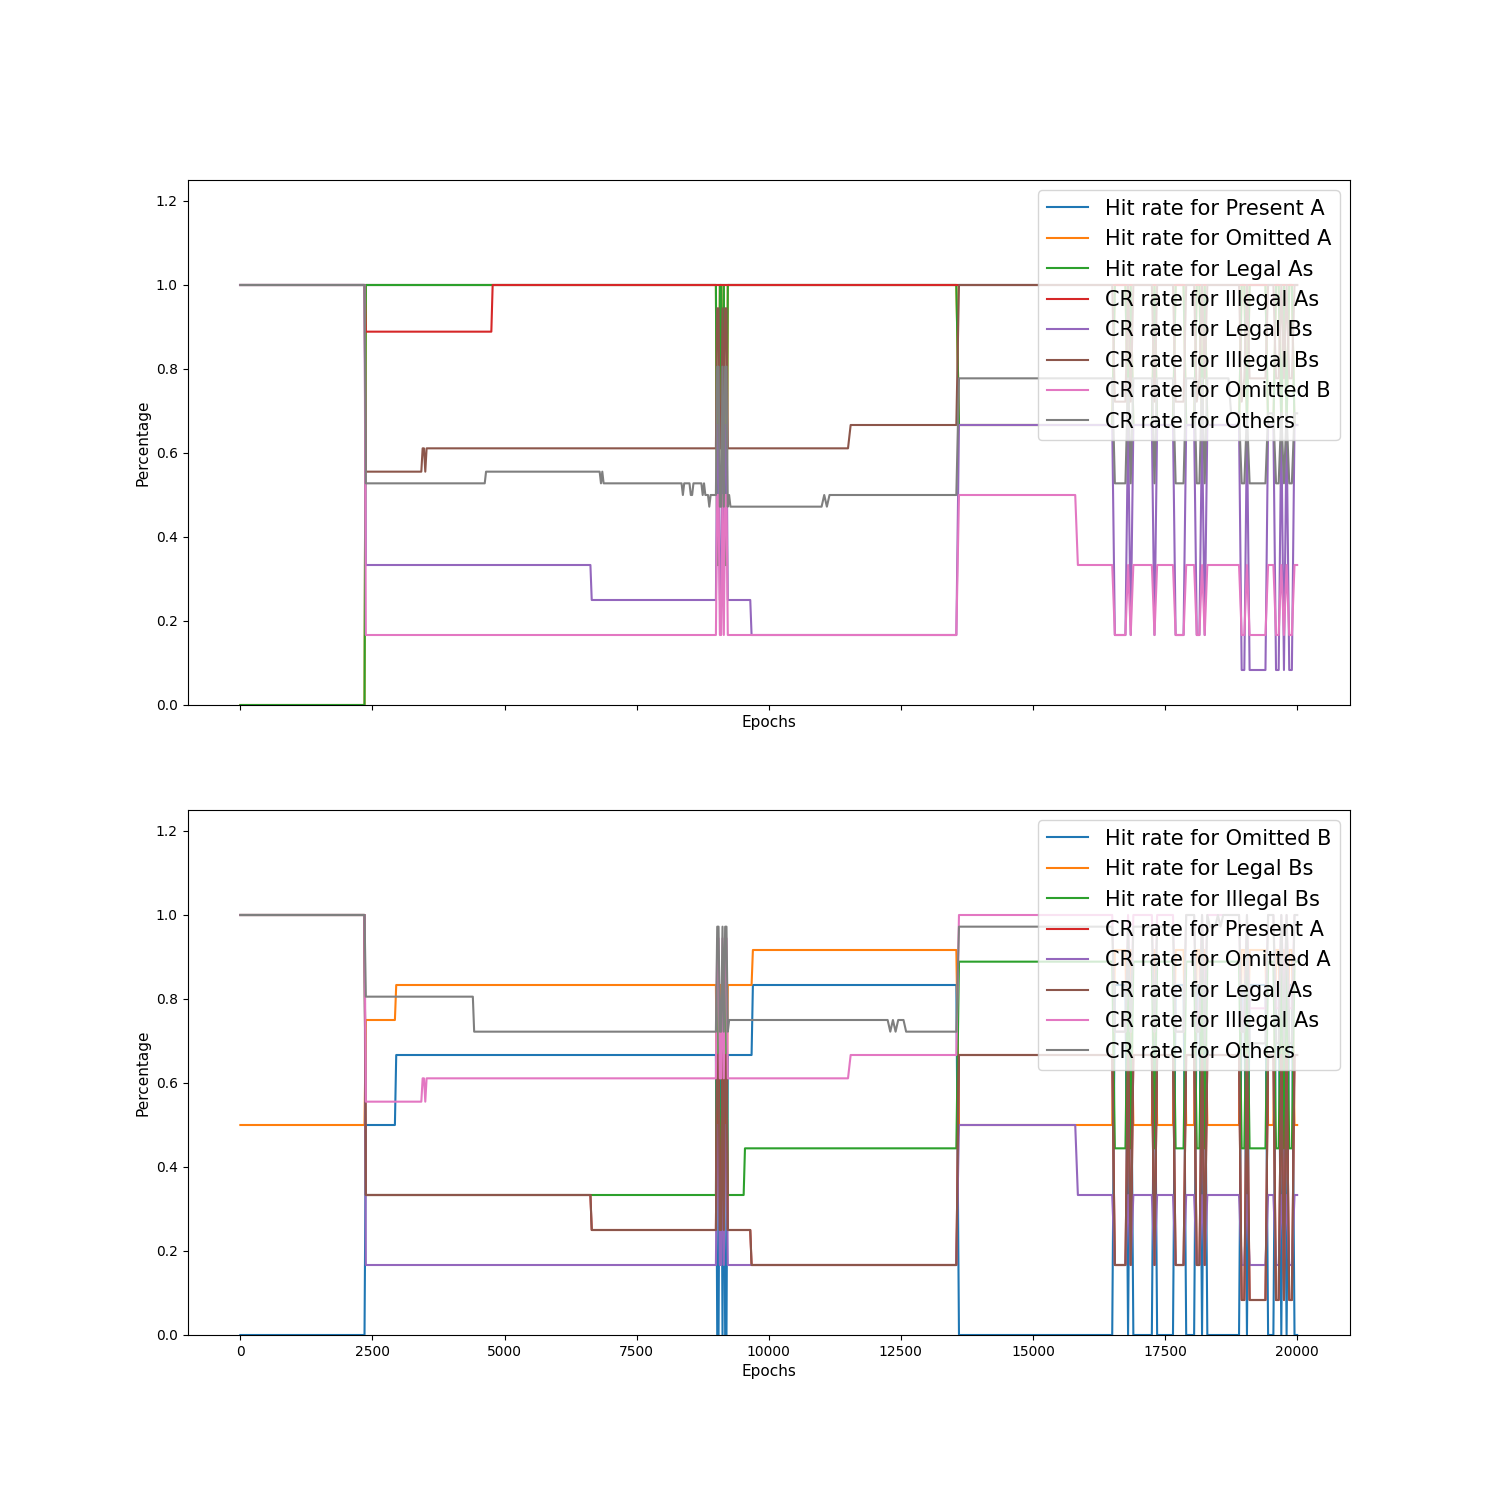 1.2
1.0
0.8
0.6
0.4
0.2
0.0
Percentage
Hit rate for Present A
Hit rate for Omitted A
Hit rate for Legal As
CR rate for Illegal As
CR rate for Legal Bs
CR rate for Illegal Bs
CR rate for Omitted B
CR rate for Others
Epochs
1.2
1.0
0.8
0.6
0.4
0.2
0.0
Percentage
Hit rate for Omitted B
Hit rate for Legal Bs
Hit rate for Illegal Bs
CR rate for Present A
CR rate for Omitted A
CR rate for Legal As
CR rate for Illegal As
CR rate for Others
0 2500 5000 7500 10000 12500 15000 17500 20000
Epochs